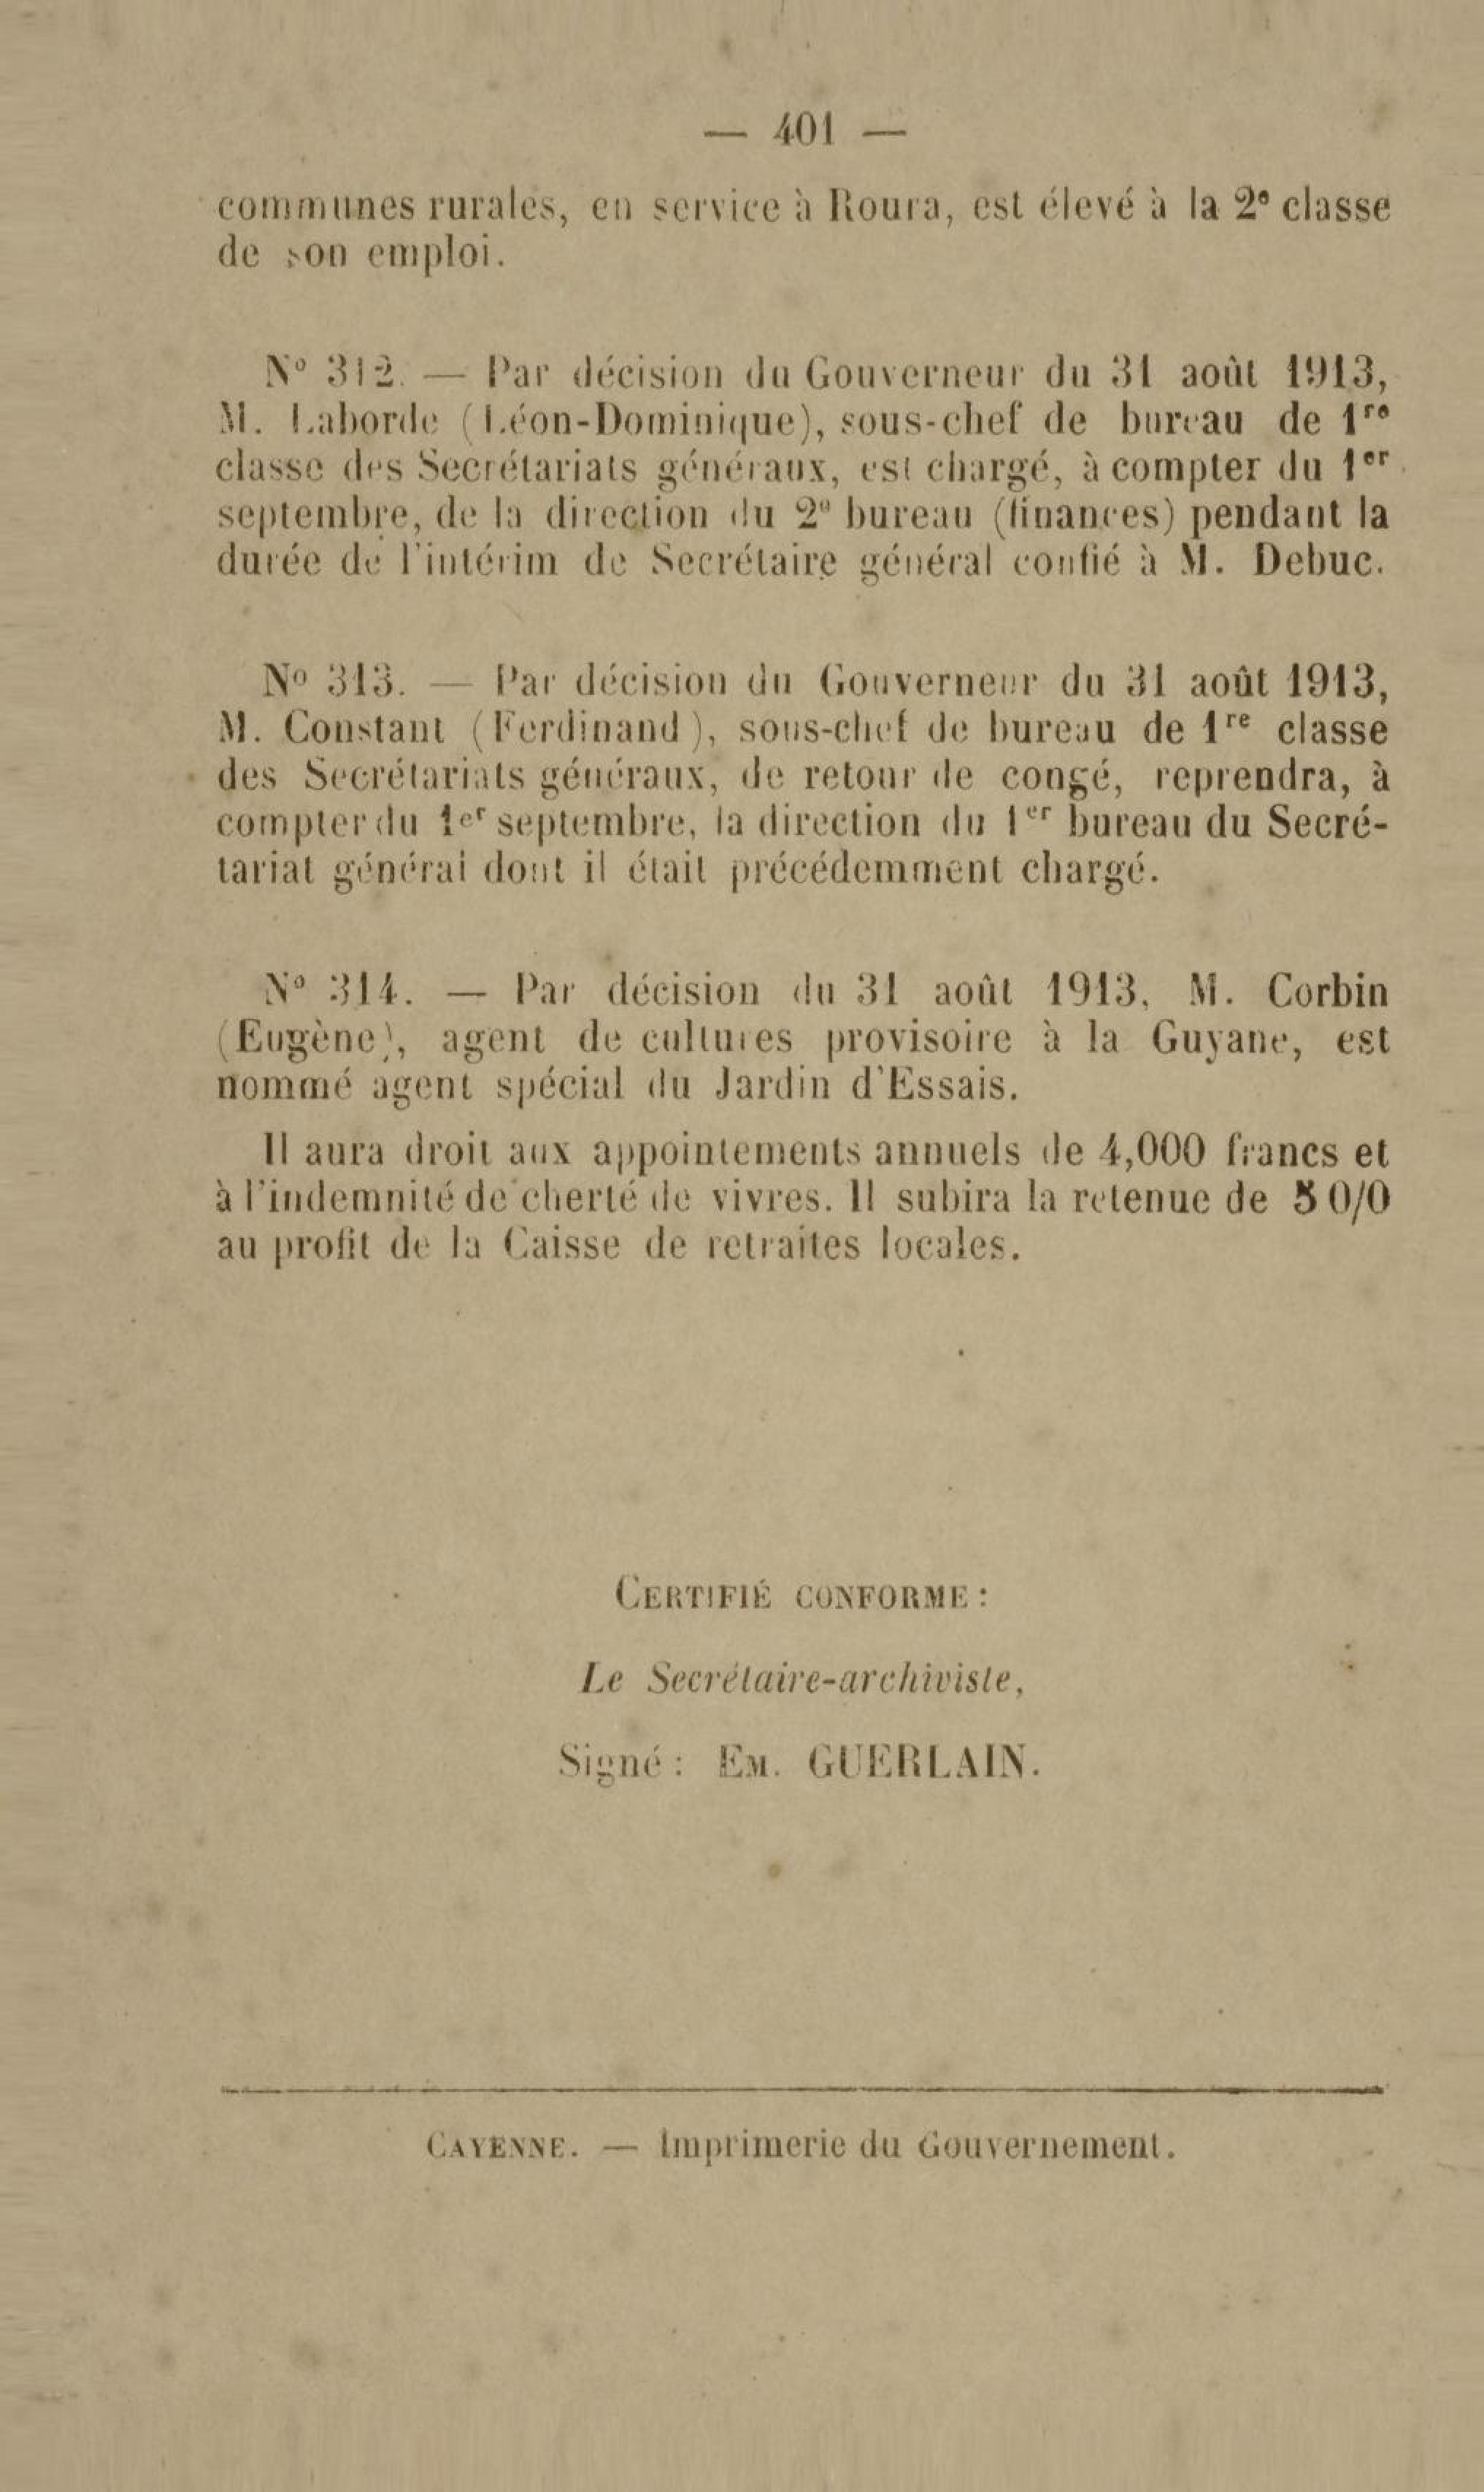 — 401 —
communes rurales, en service à Roura, est élevé à la 2e classe
de son emploi.
N° 312. — Par décision du Gouverneur du 31 août 1913,
M. Laborde (Léon-Dominique), sous-chef de bureau de 1re
classe des Secrétariats généraux, est chargé, à compter du 1er
septembre, de la direction du 2e bureau (finances) pendant la
durée de l'intérim de Secrétaire général confié à M. Debuc.
No 313. — Par décision du Gouverneur du 31 août 1913,
M. Constant (Ferdinand), sous-chef de bureau de 1re classe
des Secrétariats généraux, de retour de congé, reprendra, à
compter du 1er septembre, la direction du 1er bureau du Secré-
tariat général dont il était précédemment chargé.
N° 314. — Par décision du 31 août 1913, M. Corbin
(Eugène), agent de cultures provisoire à la Guyane, est
nommé agent spécial du Jardin d'Essais.
Il aura droit aux appointements annuels de 4,000 francs et
à l'indemnité de cherté de vivres. Il subira la retenue de 5 0/0
au profit de la Caisse de retraites locales.
CERTIFIÉ CONFORME :
Le Secrétaire-archiviste,
Signé : EM. GUERLAIN.
CAYENNE. — Imprimerie du Gouvernement.